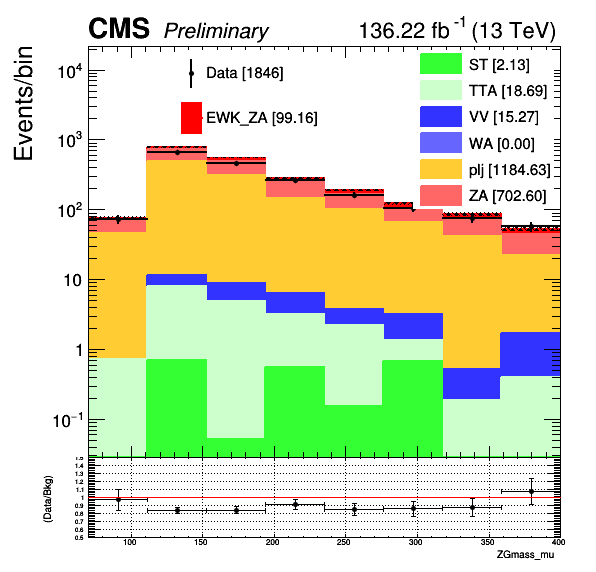 CMS Preliminary 136.22 fb⁻¹ (13 TeV)
Events/bin
10⁴
10³
10²
10
1
10⁻¹
Data [1846]
EWK_ZA [99.16]
ST [2.13]
TTA [18.69]
VV [15.27]
WA [0.00]
plj [1184.63]
ZA [702.60]
(Data/Bkg)
1.5
1.4
1.3
1.2
1.1
1
0.9
0.8
0.7
0.6
0.5
100 150 200 250 300 350 400
ZGmass_mu